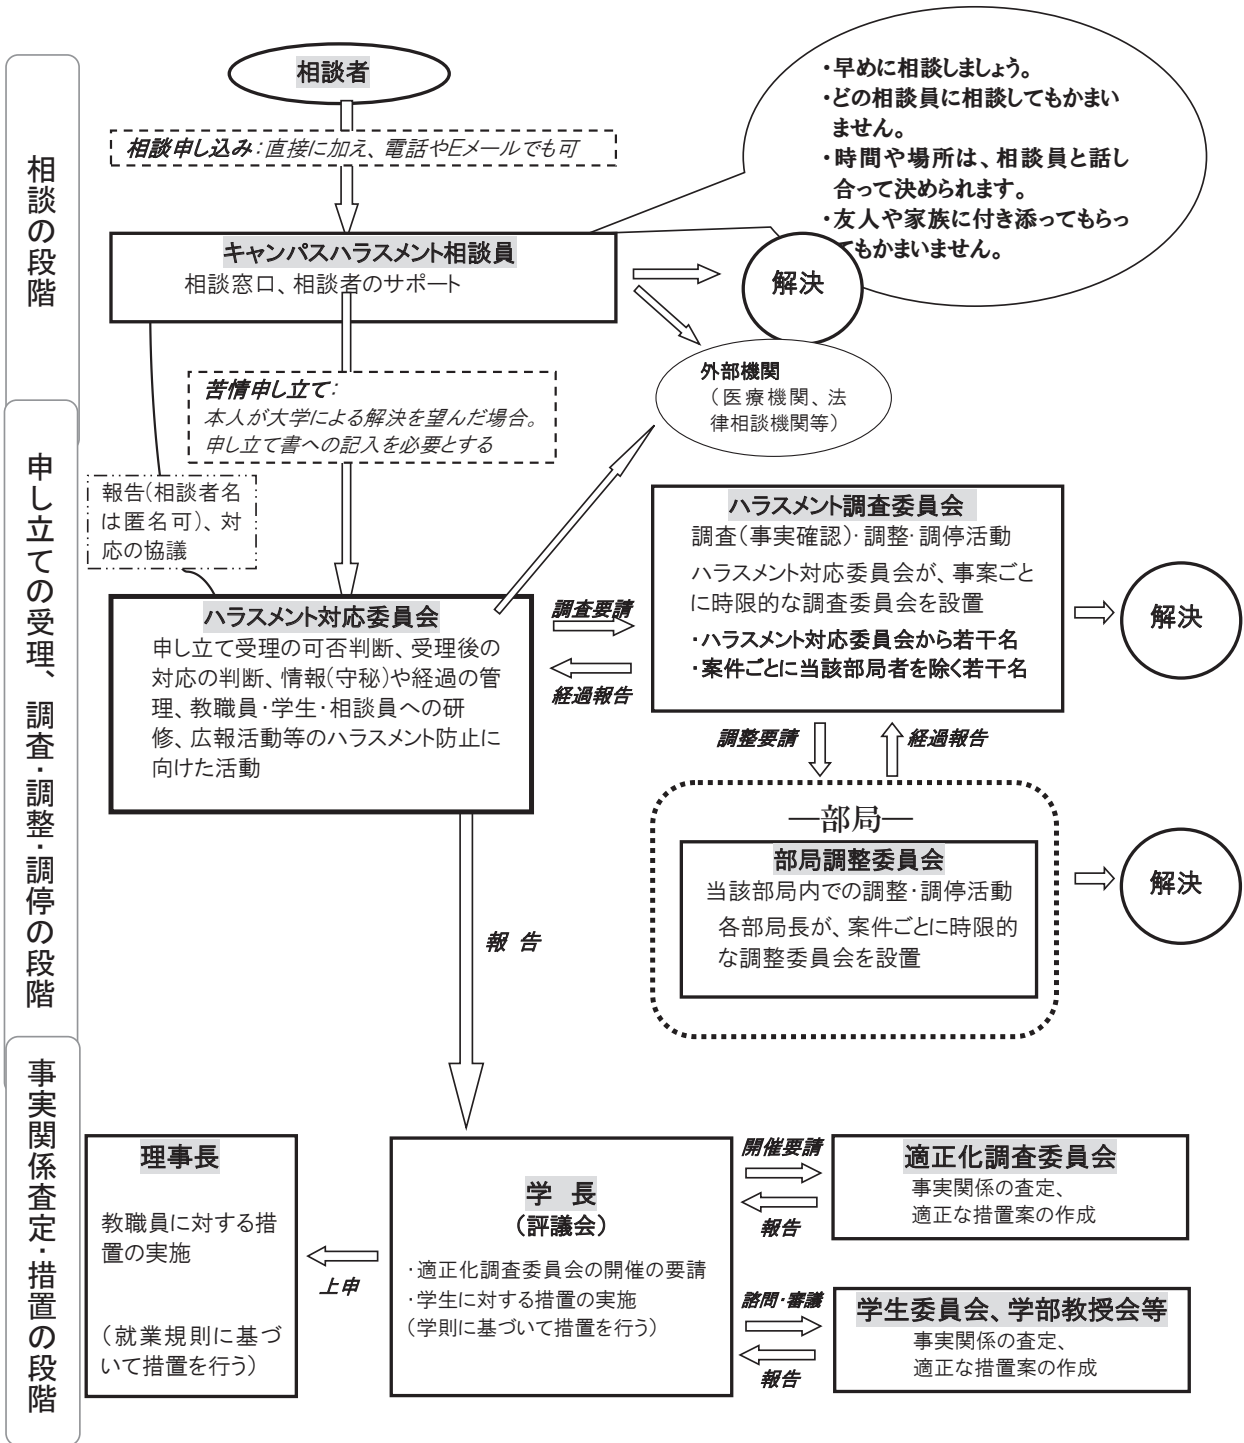 相談の段階
申し立ての受理、調査・調整・調停の段階
事実関係査定・措置の段階
相談者
相談申し込み：直接に加え、電話やEメールでも可
・早めに相談しましょう。
・どの相談員に相談してもかまい
ません。
・時間や場所は、相談員と話し
合って決められます。
・友人や家族に付き添ってもらっ
てもかまいません。
キャンパスハラスメント相談員
相談窓口、相談者のサポート
解決
外部機関
（医療機関、法
律相談機関等）
苦情申し立て：
本人が大学による解決を望んだ場合。
申し立て書への記入を必要とする
報告（相談者名
は匿名可）、対
応の協議
ハラスメント対応委員会
申し立て受理の可否判断、受理後の
対応の判断、情報（守秘）や経過の管
理、教職員・学生・相談員への研
修、広報活動等のハラスメント防止に
向けた活動
調査要請
経過報告
ハラスメント調査委員会
調査（事実確認）・調整・調停活動
ハラスメント対応委員会が、事案ごと
に時限的な調査委員会を設置
・ハラスメント対応委員会から若干名
・案件ごとに当該部局者を除く若干名
解決
調整要請
経過報告
―部局―
部局調整委員会
当該部局内での調整・調停活動
各部局長が、案件ごとに時限的
な調整委員会を設置
解決
報 告
理事長
教職員に対する措
置の実施
（就業規則に基づ
いて措置を行う）
上申
学 長
（評議会）
・適正化調査委員会の開催の要請
・学生に対する措置の実施
（学則に基づいて措置を行う）
開催要請
報告
適正化調査委員会
事実関係の査定、
適正な措置案の作成
諮問・審議
報告
学生委員会、学部教授会等
事実関係の査定、
適正な措置案の作成